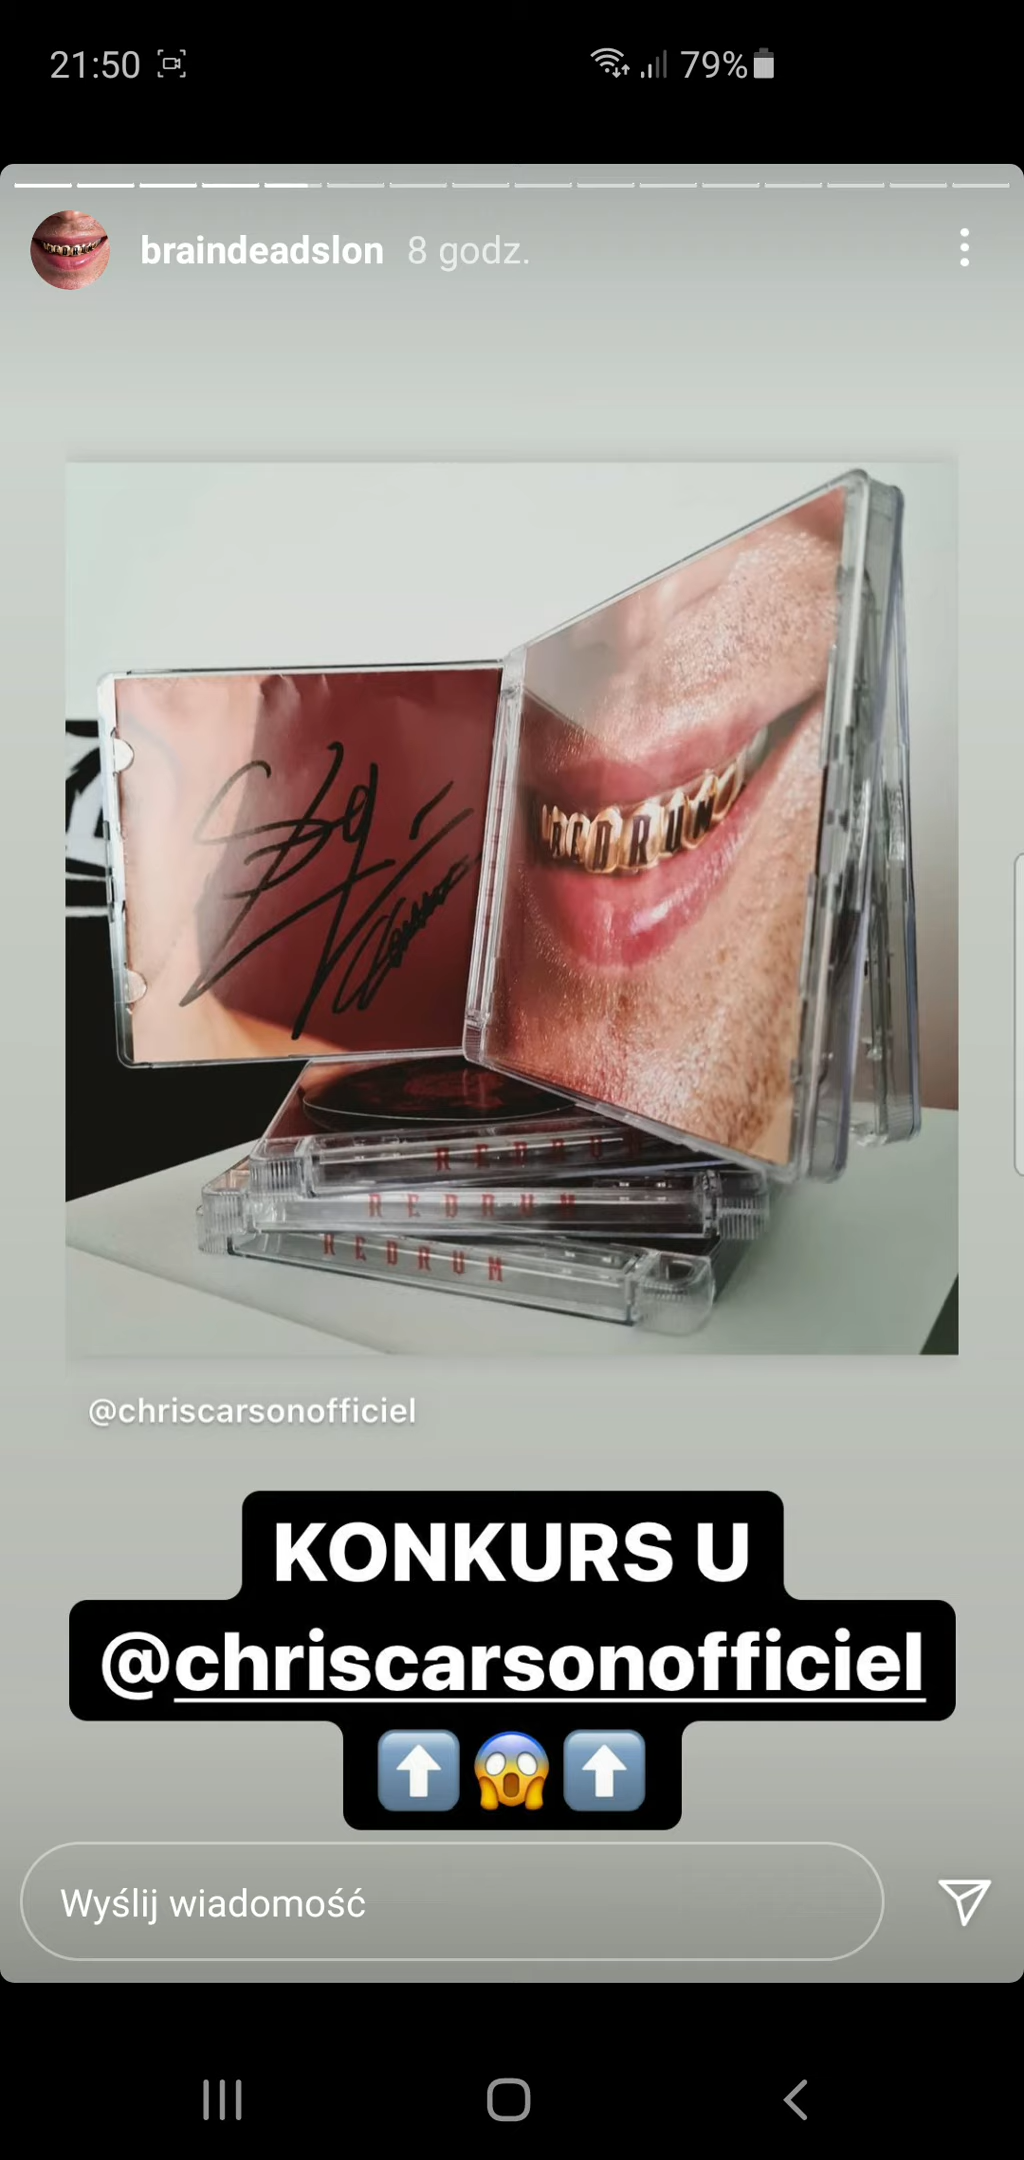 21:50
79%
braindeadslon 8 godz.
REDRUM
REDRUM
REDRUM
REDRUM
@chriscarsonofficiel
KONKURS U
@chriscarsonofficiel
⬆️😱⬆️
Wyślij wiadomość